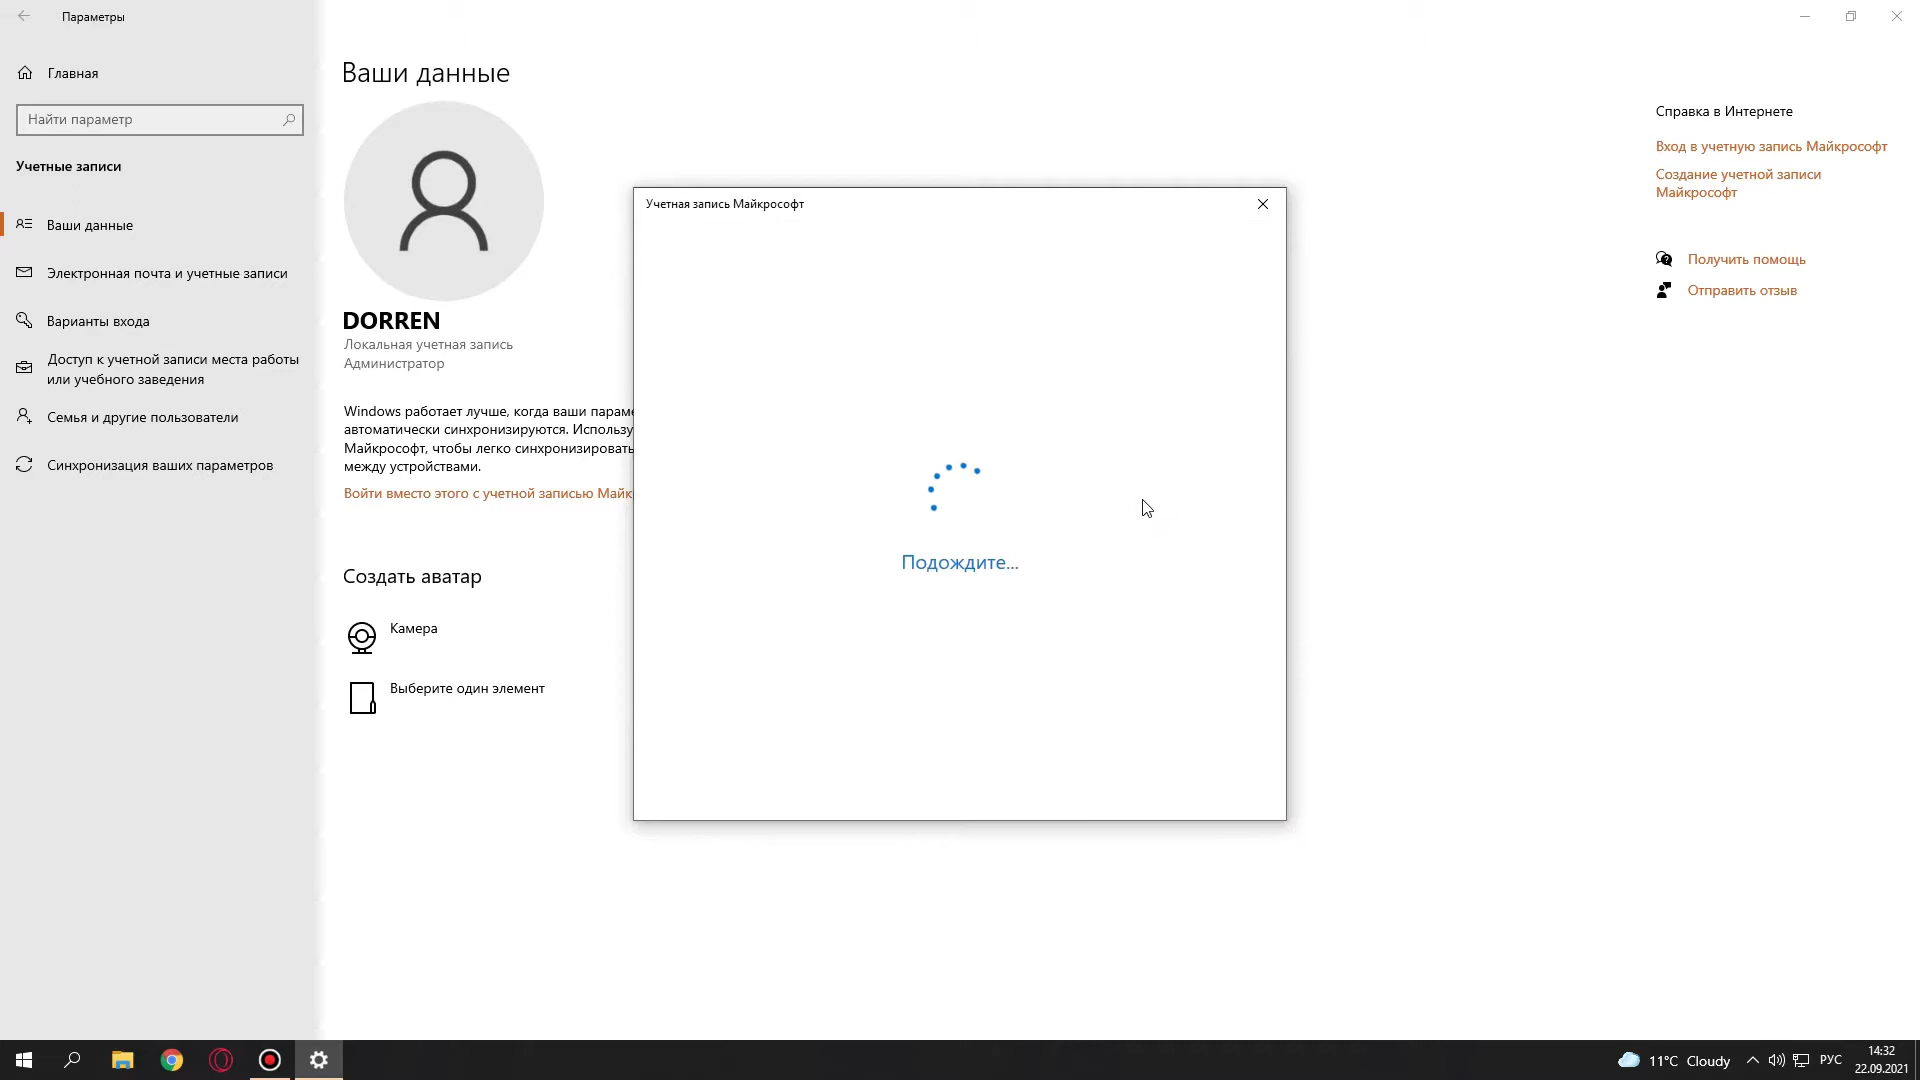 Параметры
Главная
Найти параметр
Учетные записи
Ваши данные
Электронная почта и учетные записи
Варианты входа
Доступ к учетной записи места работы
или учебного заведения
Семья и другие пользователи
Синхронизация ваших параметров
Ваши данные
DORREN
Локальная учетная запись
Администратор
Windows работает лучше, когда ваши
автоматически синхронизируются.
Майкрософт, чтобы легко синхронизировать
между устройствами.
Войти вместо этого с учетной записью
Создать аватар
Камера
Выберите один элемент
Учетная запись Майкрософт
Подождите...
Справка в Интернете
Вход в учетную запись Майкрософт
Создание учетной записи
Майкрософт
Получить помощь
Отправить отзыв
11°C Cloudy
РУС
14:32
22.09.2021